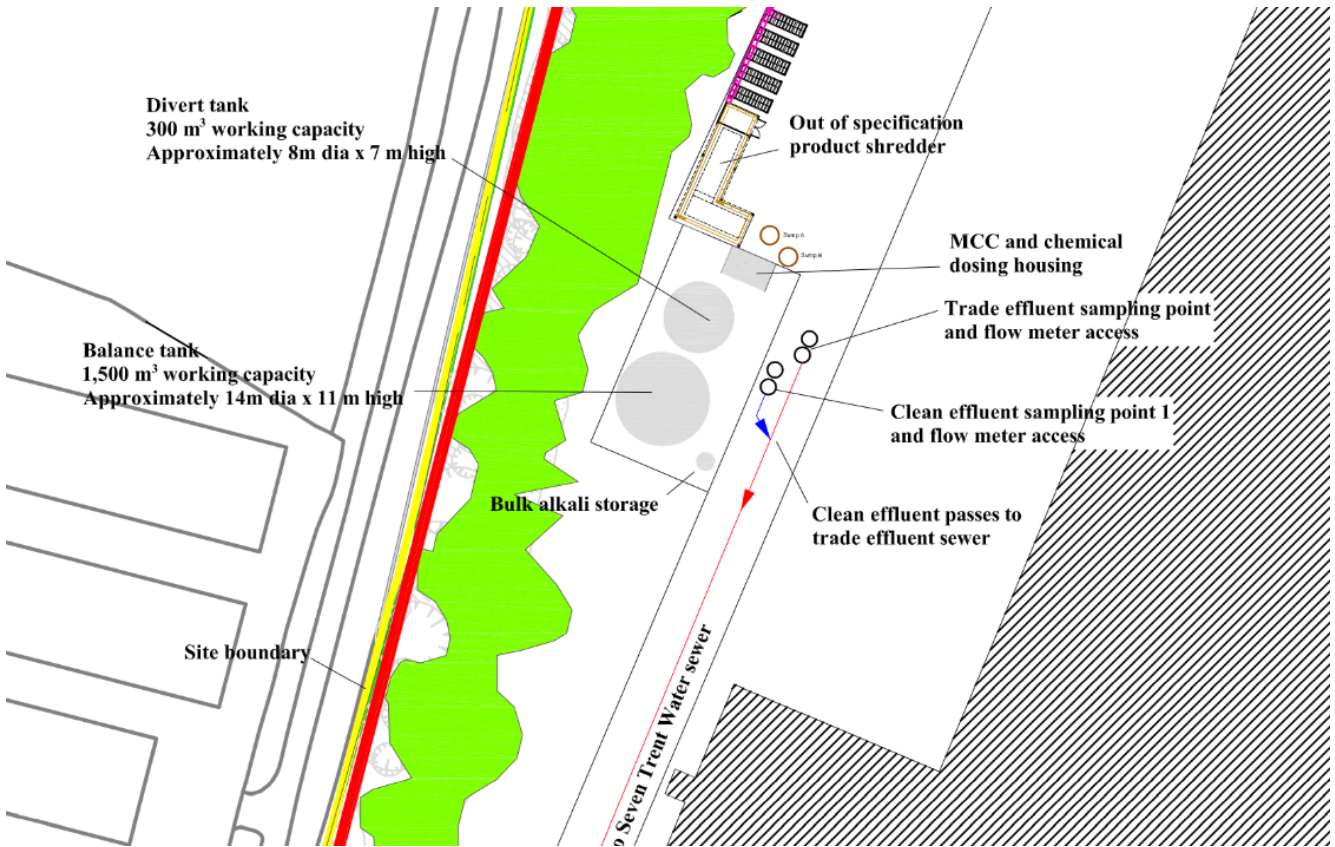 Divert tank
300 m³ working capacity
Approximately 8m dia x 7 m high
Out of specification
product shredder
Sump A
Sump B
MCC and chemical
dosing housing
Trade effluent sampling point
and flow meter access
Balance tank
1,500 m³ working capacity
Approximately 14m dia x 11 m high
Clean effluent sampling point 1
and flow meter access
Bulk alkali storage
Clean effluent passes to
trade effluent sewer
Site boundary
o Seven Trent Water sewer